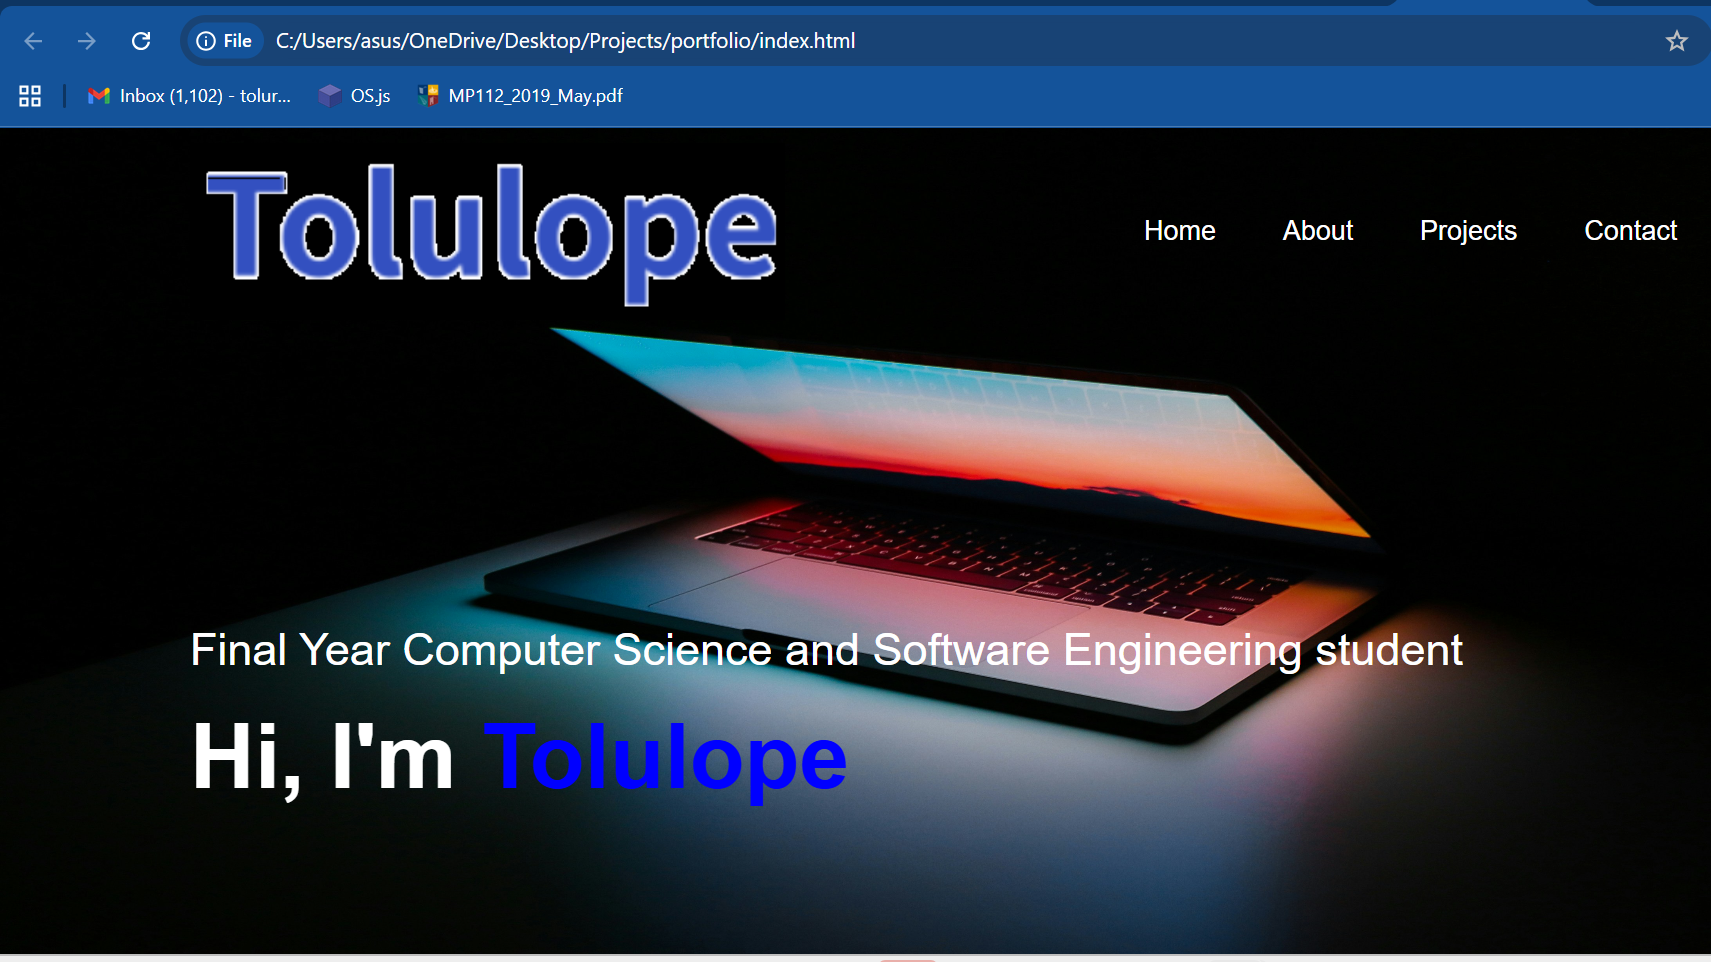 File C:/Users/asus/OneDrive/Desktop/Projects/portfolio/index.html
Inbox (1,102) - tolur... OS.js MP112_2019_May.pdf
Tolulope
Home About Projects Contact
Final Year Computer Science and Software Engineering student
Hi, I'm Tolulope